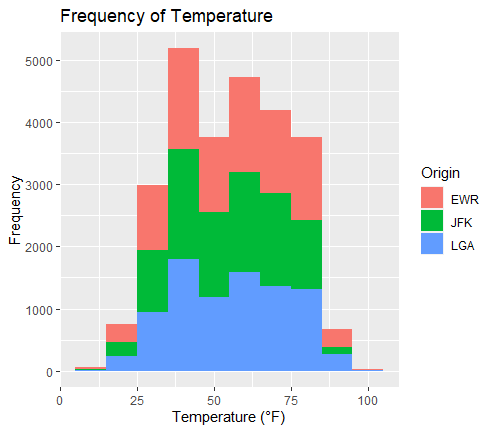 Frequency of Temperature
5000
4000
3000
2000
1000
0
Frequency
0
25
50
75
100
Temperature (°F)
Origin
EWR
JFK
LGA